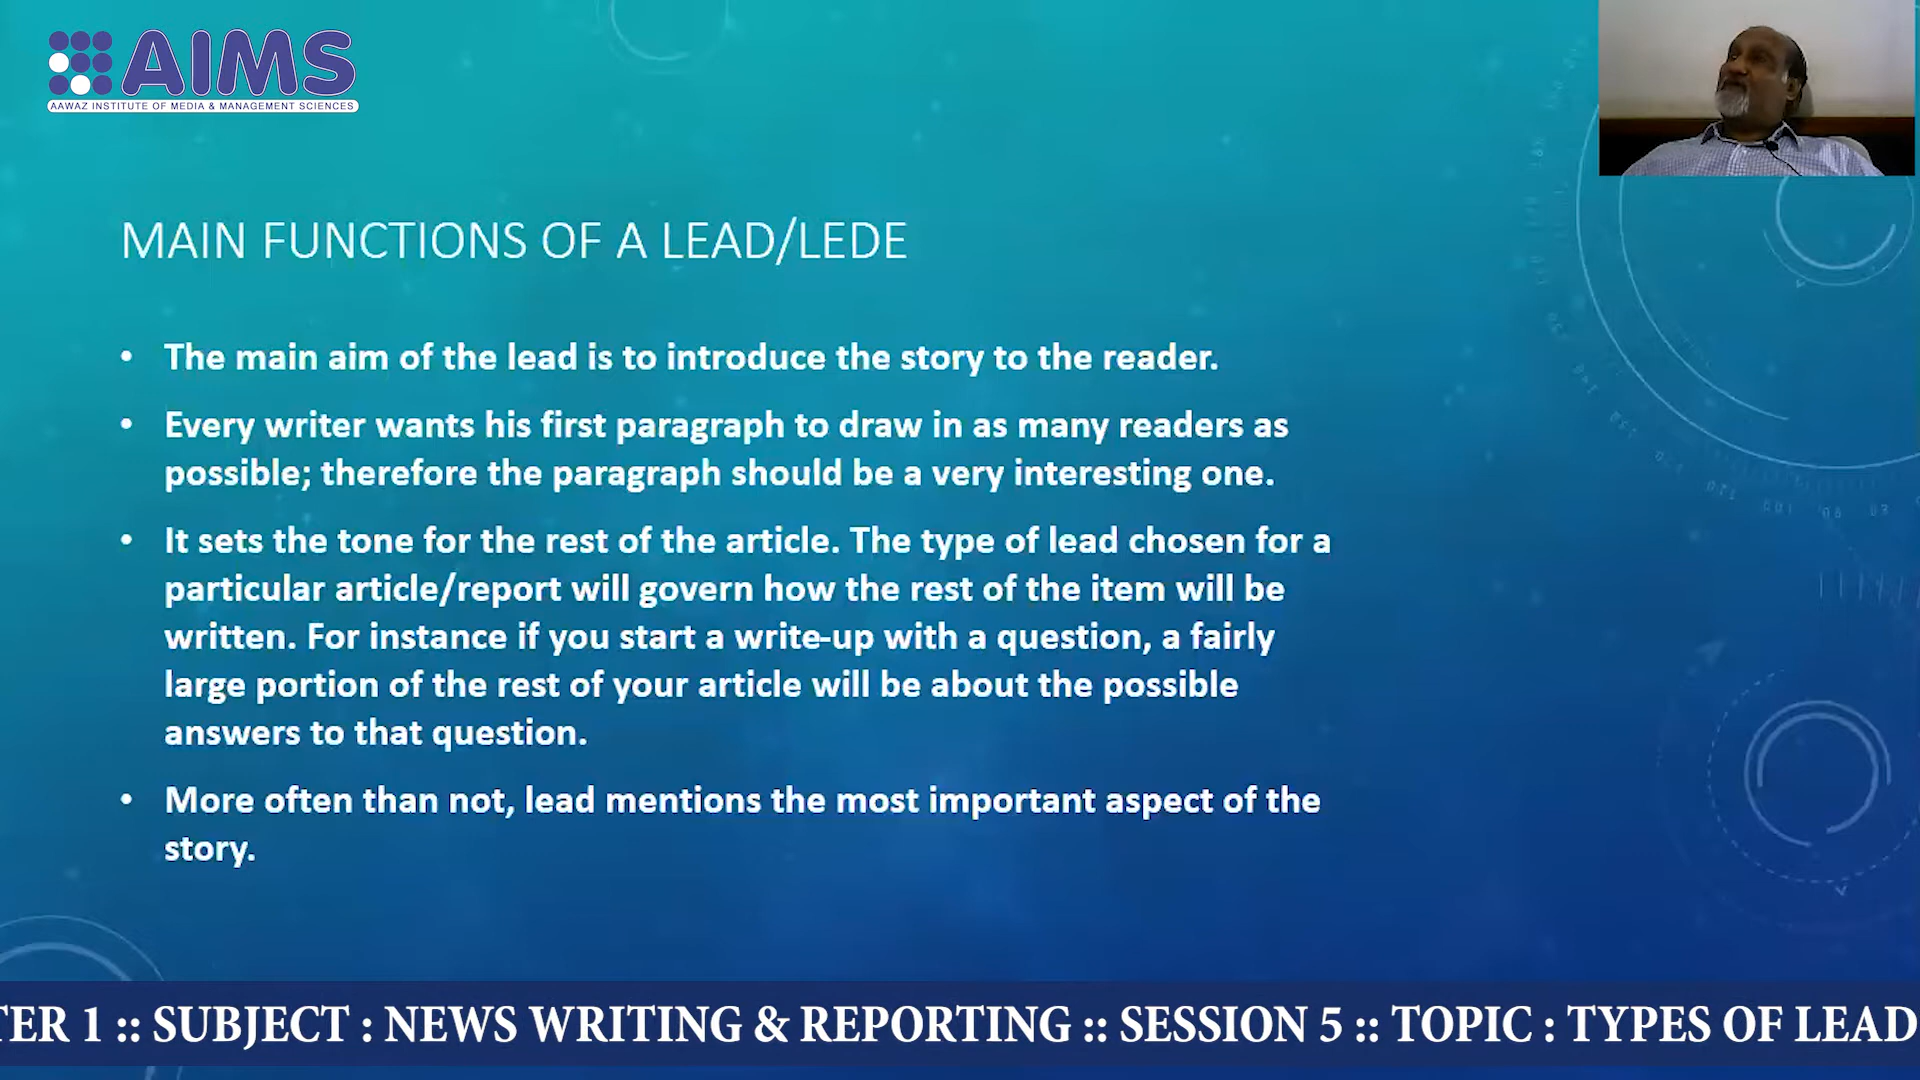 AIMS
AAWAZ INSTITUTE OF MEDIA & MANAGEMENT SCIENCES
MAIN FUNCTIONS OF A LEAD/LEDE
• The main aim of the lead is to introduce the story to the reader.
• Every writer wants his first paragraph to draw in as many readers as
possible; therefore the paragraph should be a very interesting one.
• It sets the tone for the rest of the article. The type of lead chosen for a
particular article/report will govern how the rest of the item will be
written. For instance if you start a write-up with a question, a fairly
large portion of the rest of your article will be about the possible
answers to that question.
• More often than not, lead mentions the most important aspect of the
story.
TER 1 :: SUBJECT : NEWS WRITING & REPORTING :: SESSION 5 :: TOPIC : TYPES OF LEAD